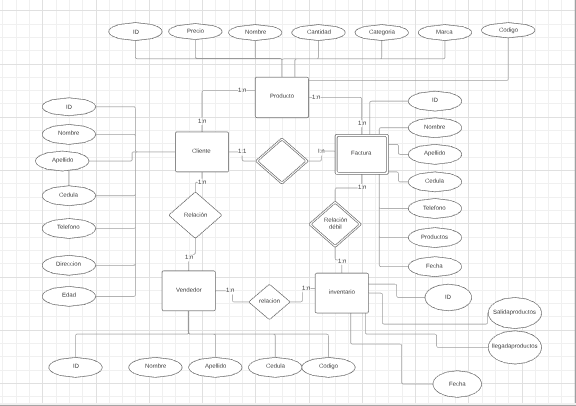 ID
Precio
Nombre
Cantidad
Categoria
Marca
Codigo
Producto
1:n
1:n
1:n
1:n
ID
Nombre
Apellido
Cedula
Telefono
Dirección
Edad
Cliente
1:1
1:n
Factura
ID
Nombre
Apellido
Cedula
Telefono
Productos
Fecha
1:n
1:n
Relación
Relación
débil
1:n
1:n
Vendedor
1:n
relación
1:n
inventario
ID
Salidaproductos
llegadaproductos
Fecha
ID
Nombre
Apellido
Cedula
Codigo